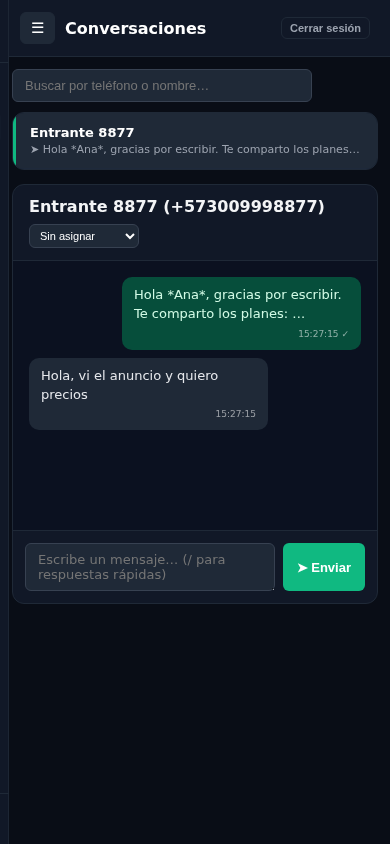 ☰ Conversaciones Cerrar sesión
Buscar por teléfono o nombre…
Entrante 8877
➤ Hola *Ana*, gracias por escribir. Te comparto los planes…
Entrante 8877 (+573009998877)
Sin asignar
Hola *Ana*, gracias por escribir.
Te comparto los planes: …
15:27:15 ✓
Hola, vi el anuncio y quiero
precios
15:27:15
Escribe un mensaje… (/ para
respuestas rápidas)
➤ Enviar